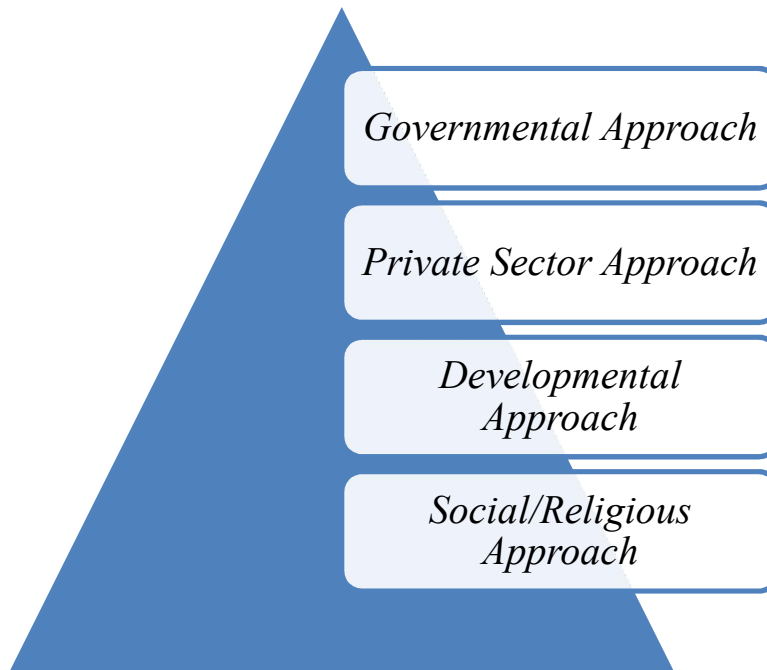 Governmental Approach
Private Sector Approach
Developmental
Approach
Social/Religious
Approach